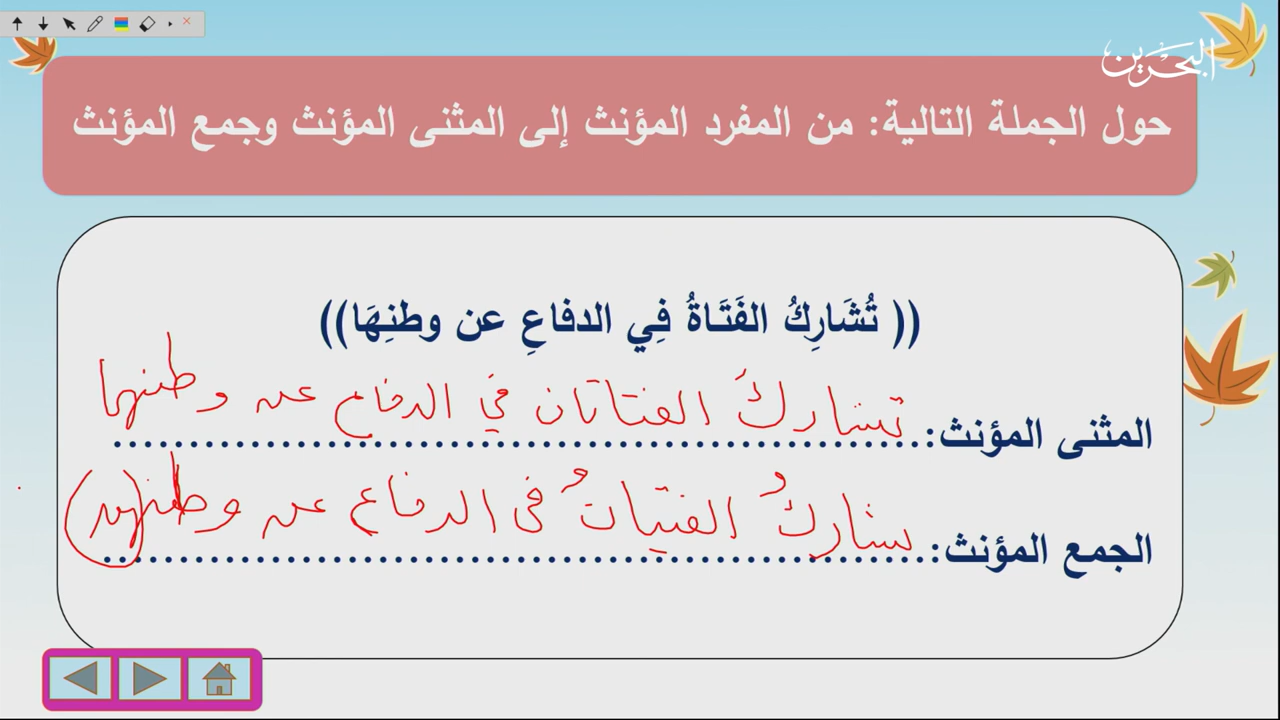 البحرين
حول الجملة التالية: من المفرد المؤنث إلى المثنى المؤنث وجمع المؤنث
(( تُشَارِكُ الفَتَاةُ فِي الدفاعِ عن وطنِهَا))
المثنى المؤنث: تشاركُ الفتاتان في الدفاع عن وطنهما
الجمع المؤنث: تشاركُ الفتياتُ في الدفاع عن وطنهن